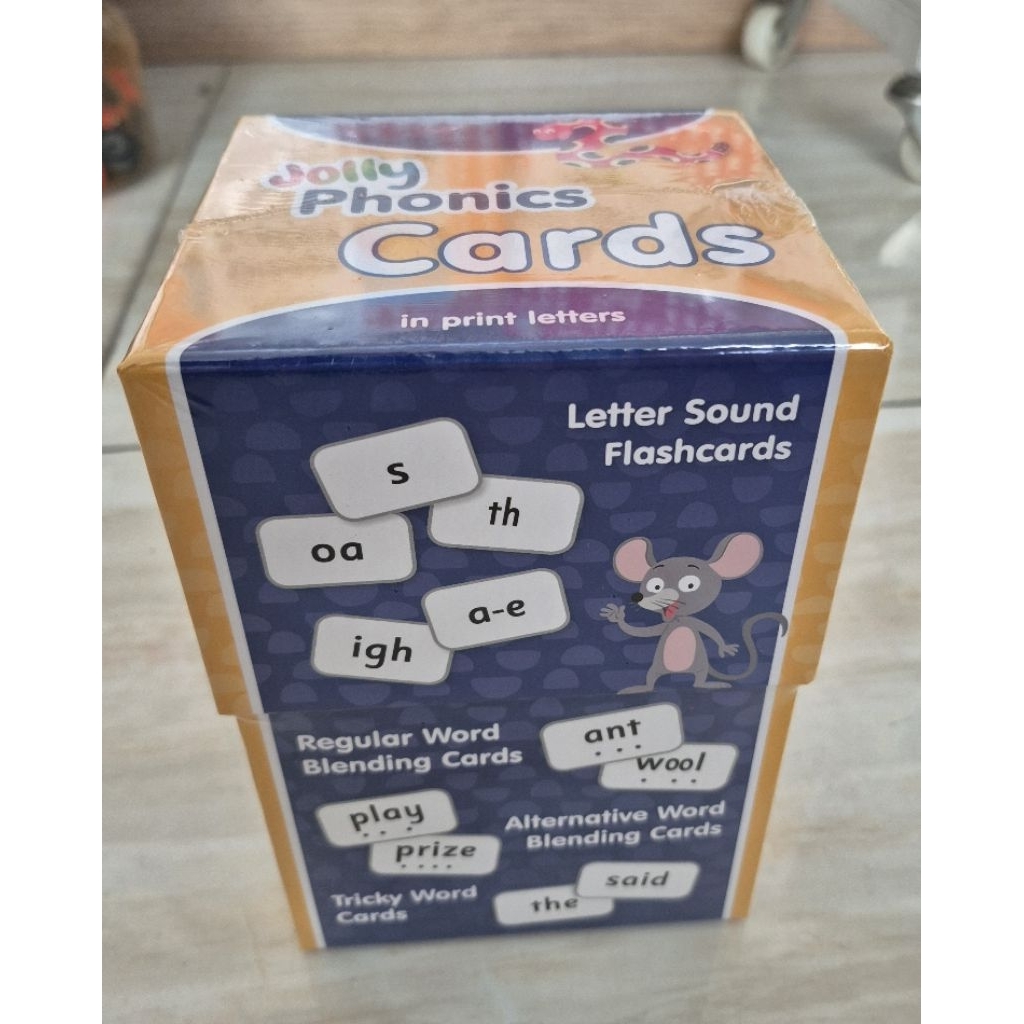 Jolly
Phonics
Cards
in print letters
Letter Sound
Flashcards
s
th
oa
a-e
igh
Regular Word
Blending Cards
ant
wool
play
prize
Alternative Word
Blending Cards
Tricky Word
Cards
said
the